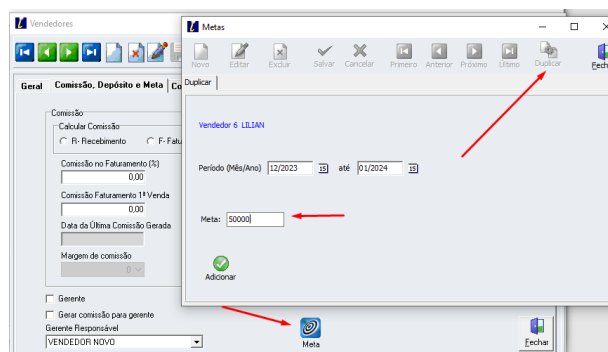 Vendedores
Metas
Novo Editar Excluir Salvar Cancelar Primeiro Anterior Próximo Último Duplicar
Geral Comissão, Depósito e Meta
Duplicar
Comissão
Calcular Comissão
R- Recebimento F- Fatu
Comissão no Faturamento (%)
0,00
Comissão Faturamento 1ª Venda
0,00
Data da Última Comissão Gerada
Margem de comissão
0
Vendedor 6 LILIAN
Período (Mês/Ano) 12/2023 15 até 01/2024 15
Meta: 50000
Adicionar
Gerente
Gerar comissão para gerente
Gerente Responsável
VENDEDOR NOVO
Meta
Fechar